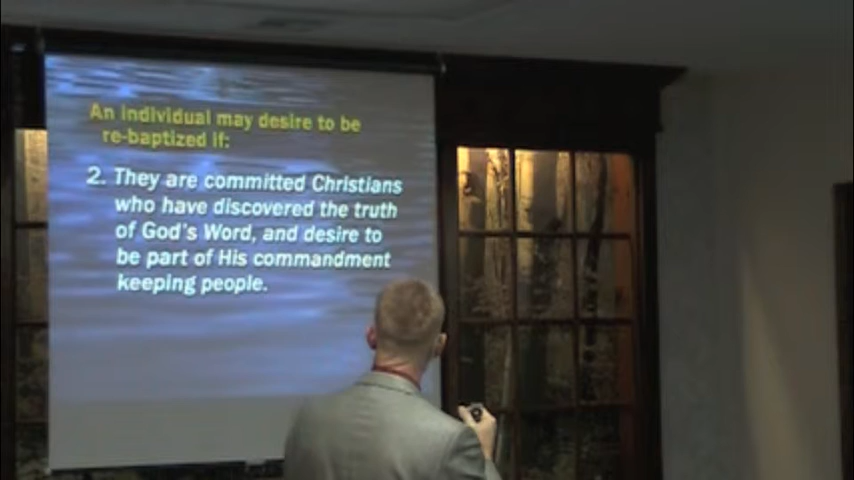 An individual may desire to be
re-baptized if:
2. They are committed Christians
who have discovered the truth
of God's Word, and desire to
be part of His commandment
keeping people.